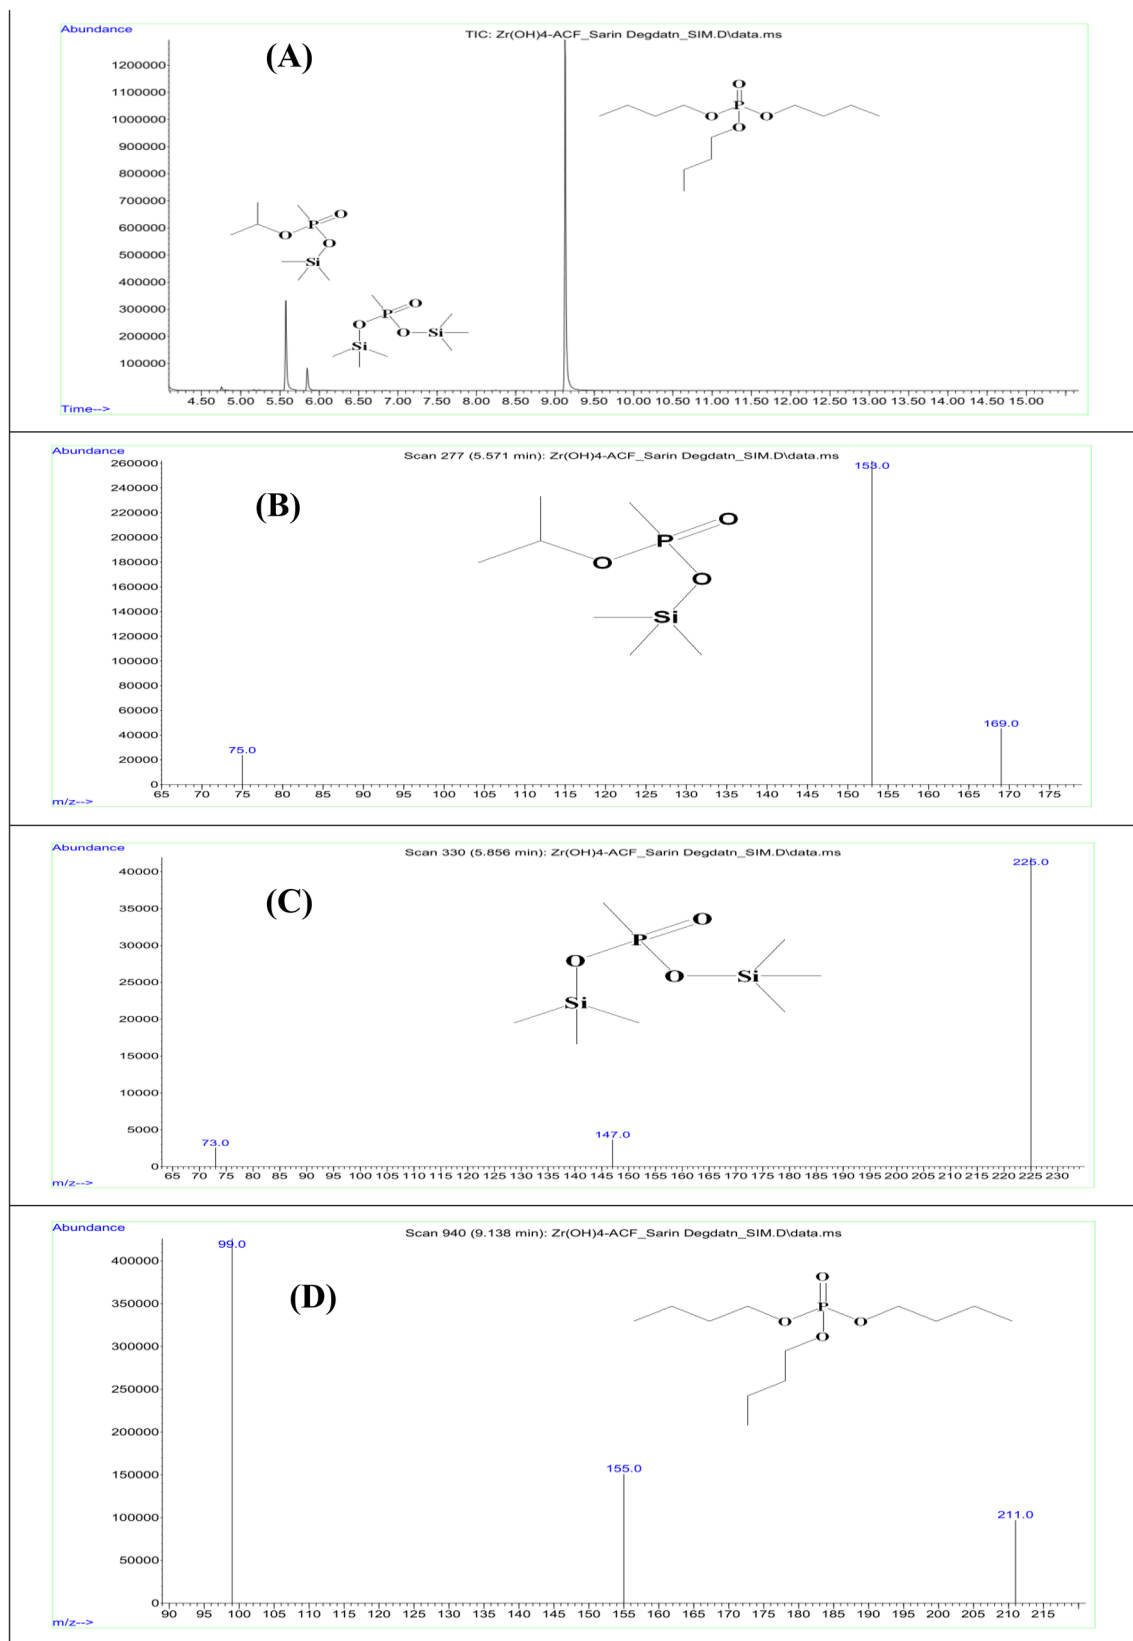 Abundance
TIC: Zr(OH)4-ACF_Sarin Degdatn_SIM.D\data.ms
(A)
1200000
1100000
1000000
900000
800000
700000
600000
500000
400000
300000
200000
100000
O
P
O
O
O
P
O
O
O
Si
P
O
O
O
Si
Si
4.50 5.00 5.50 6.00 6.50 7.00 7.50 8.00 8.50 9.00 9.50 10.00 10.50 11.00 11.50 12.00 12.50 13.00 13.50 14.00 14.50 15.00
Time-->
Abundance
Scan 277 (5.571 min): Zr(OH)4-ACF_Sarin Degdatn_SIM.D\data.ms
(B)
260000
240000
220000
200000
180000
160000
140000
120000
100000
80000
60000
40000
20000
0
153.0
169.0
75.0
P
O
O
O
Si
65 70 75 80 85 90 95 100 105 110 115 120 125 130 135 140 145 150 155 160 165 170 175
m/z-->
Abundance
Scan 330 (5.856 min): Zr(OH)4-ACF_Sarin Degdatn_SIM.D\data.ms
(C)
40000
35000
30000
25000
20000
15000
10000
5000
0
225.0
147.0
73.0
P
O
O
O
Si
Si
65 70 75 80 85 90 95 100 105 110 115 120 125 130 135 140 145 150 155 160 165 170 175 180 185 190 195 200 205 210 215 220 225 230
m/z-->
Abundance
Scan 940 (9.138 min): Zr(OH)4-ACF_Sarin Degdatn_SIM.D\data.ms
(D)
400000
350000
300000
250000
200000
150000
100000
50000
0
99.0
155.0
211.0
O
P
O
O
O
90 95 100 105 110 115 120 125 130 135 140 145 150 155 160 165 170 175 180 185 190 195 200 205 210 215
m/z-->